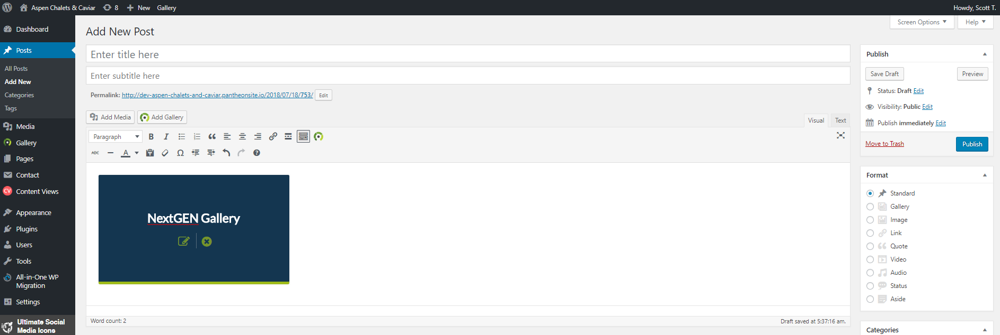 Aspen Chalets & Caviar 8 New Gallery Howdy, Scott T.
Dashboard
Posts
All Posts
Add New
Categories
Tags
Media
Gallery
Pages
Contact
CV Content Views
Appearance
Plugins
Users
Tools
All-in-One WP
Migration
Settings
Ultimate Social
Media Icons
Screen Options Help
Add New Post
Enter title here
Enter subtitle here
Permalink: http://dev-aspen-chalets-and-caviar.pantheonsite.io/2018/07/18/753/ Edit
Add Media Add Gallery
Visual Text
Paragraph B I
ABC A Ω
NextGEN Gallery
Word count: 2 Draft saved at 5:37:16 am.
Publish
Save Draft Preview
Status: Draft Edit
Visibility: Public Edit
Publish immediately Edit
Move to Trash Publish
Format
Standard
Gallery
Image
Link
Quote
Video
Audio
Status
Aside
Categories